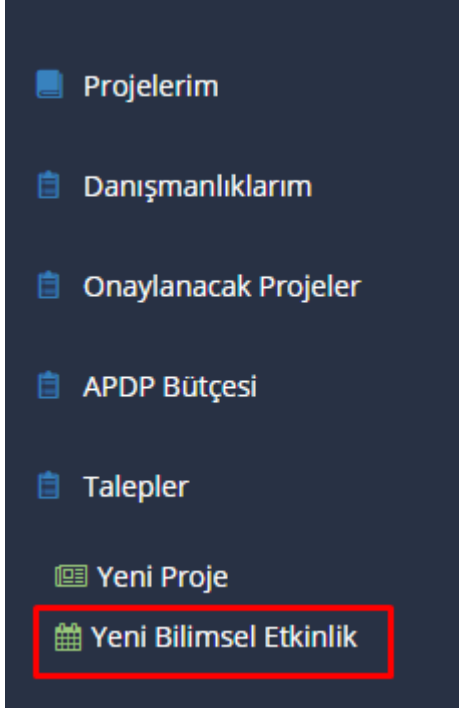 Projelerim
Danışmanlıklarım
Onaylanacak Projeler
APDP Bütçesi
Talepler
Yeni Proje
Yeni Bilimsel Etkinlik